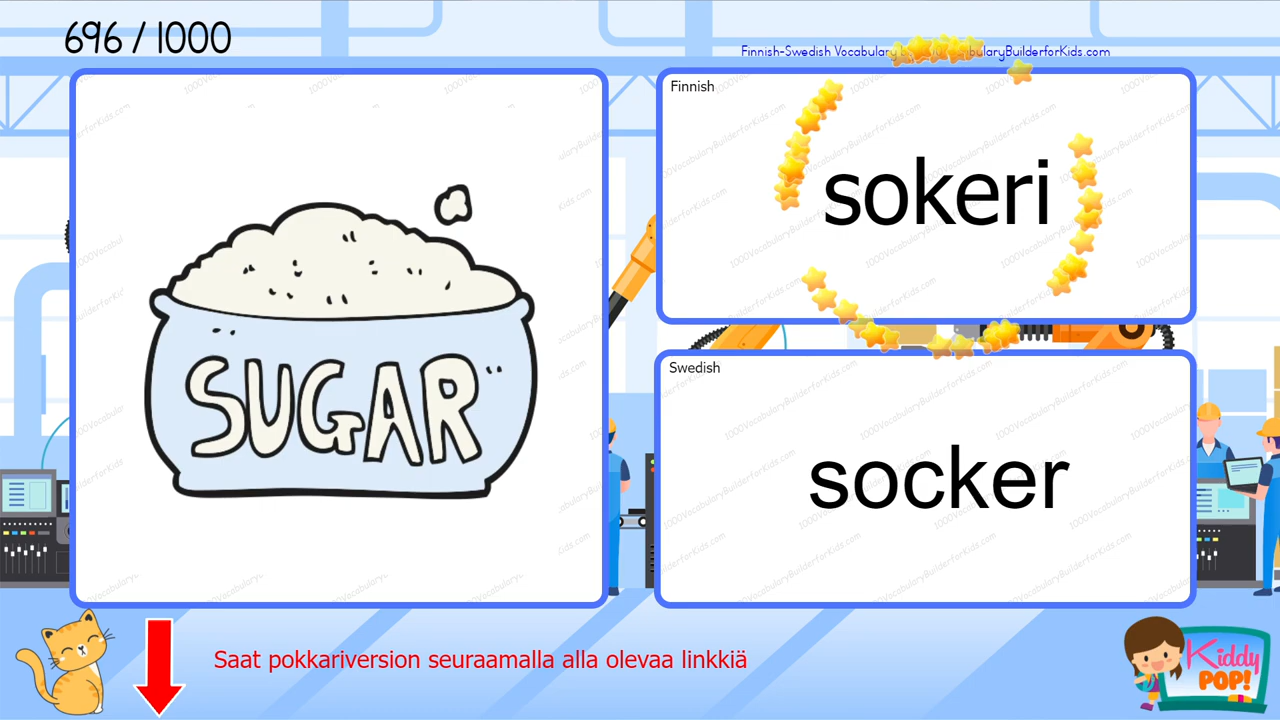 696 / 1000
Finnish-Swedish Vocabulary
BuilderforKids.com
Finnish
sokeri
SUGAR
Swedish
socker
Saat pokkariversion seuraamalla alla olevaa linkkiä
Kiddy
POP!